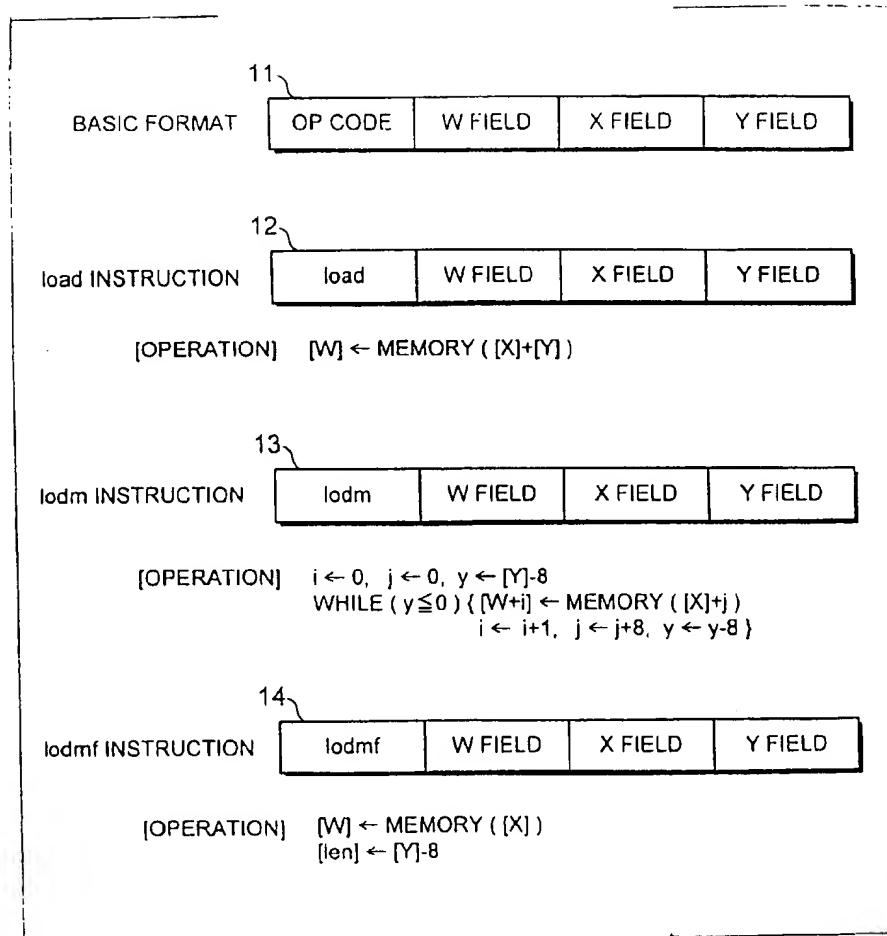 11
BASIC FORMAT OP CODE W FIELD X FIELD Y FIELD
12
load INSTRUCTION load W FIELD X FIELD Y FIELD
[OPERATION] [W] ← MEMORY ( [X]+[Y] )
13
lodm INSTRUCTION lodm W FIELD X FIELD Y FIELD
[OPERATION] i ← 0, j ← 0, y ← [Y]-8
WHILE ( y≦0 ) { [W+i] ← MEMORY ( [X]+j )
i ← i+1, j ← j+8, y ← y-8 }
14
lodmf INSTRUCTION lodmf W FIELD X FIELD Y FIELD
[OPERATION] [W] ← MEMORY ( [X] )
[len] ← [Y]-8